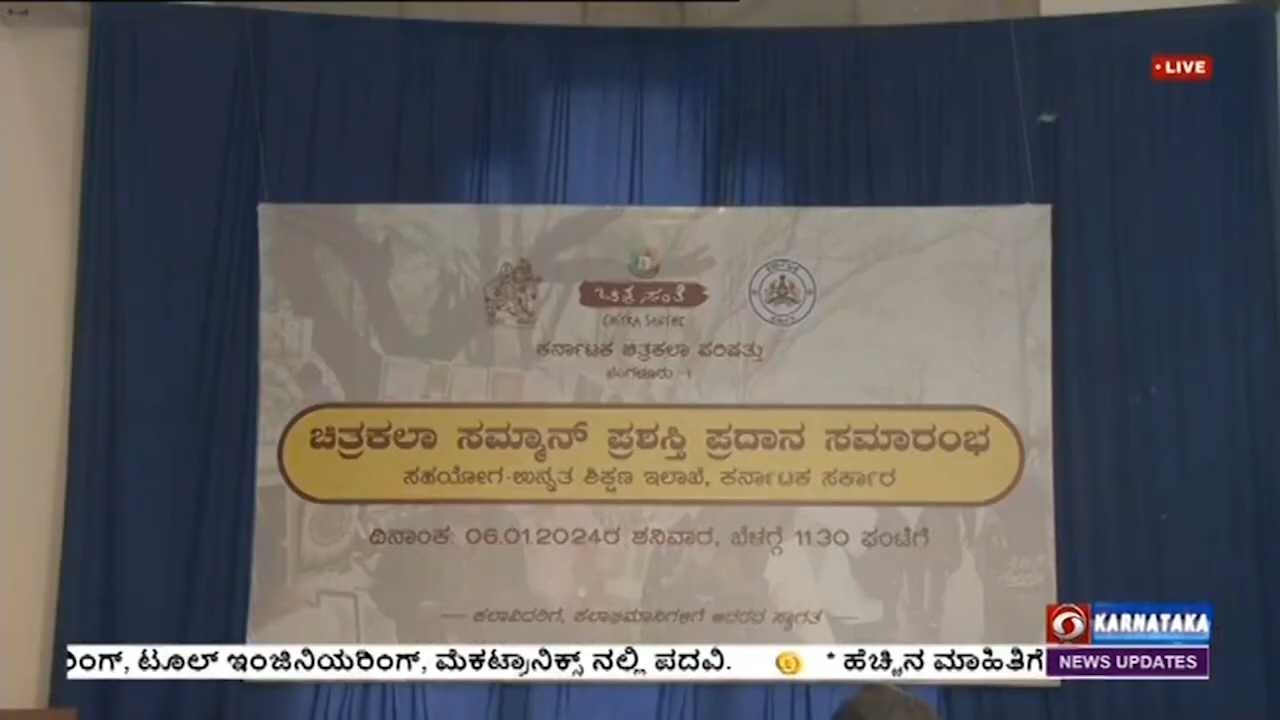 LIVE
ಚಿತ್ರ ಸಂತೆ
CHITRA SANTHE
ಕರ್ನಾಟಕ ಚಿತ್ರಕಲಾ ಪರಿಷತ್ತು
ಬೆಂಗಳೂರು - 1
ಚಿತ್ರಕಲಾ ಸಮ್ಮಾನ್ ಪ್ರಶಸ್ತಿ ಪ್ರದಾನ ಸಮಾರಂಭ
ಸಹಯೋಗ-ಉನ್ನತ ಶಿಕ್ಷಣ ಇಲಾಖೆ, ಕರ್ನಾಟಕ ಸರ್ಕಾರ
ದಿನಾಂಕ: 06.01.2024ರ ಶನಿವಾರ, ಬೆಳಗ್ಗೆ 11.30 ಘಂಟೆಗೆ
ಕಲಾವಿದರಿಗೆ, ಕಲಾಭಿಮಾನಿಗಳಿಗೆ ಆದರದ ಸ್ವಾಗತ
KARNATAKA
ರಿಂಗ್, ಟೂಲ್ ಇಂಜಿನಿಯರಿಂಗ್, ಮೆಕಟ್ರಾನಿಕ್ಸ್ ನಲ್ಲಿ ಪದವಿ. * ಹೆಚ್ಚಿನ ಮಾಹಿತಿಗೆ
NEWS UPDATES